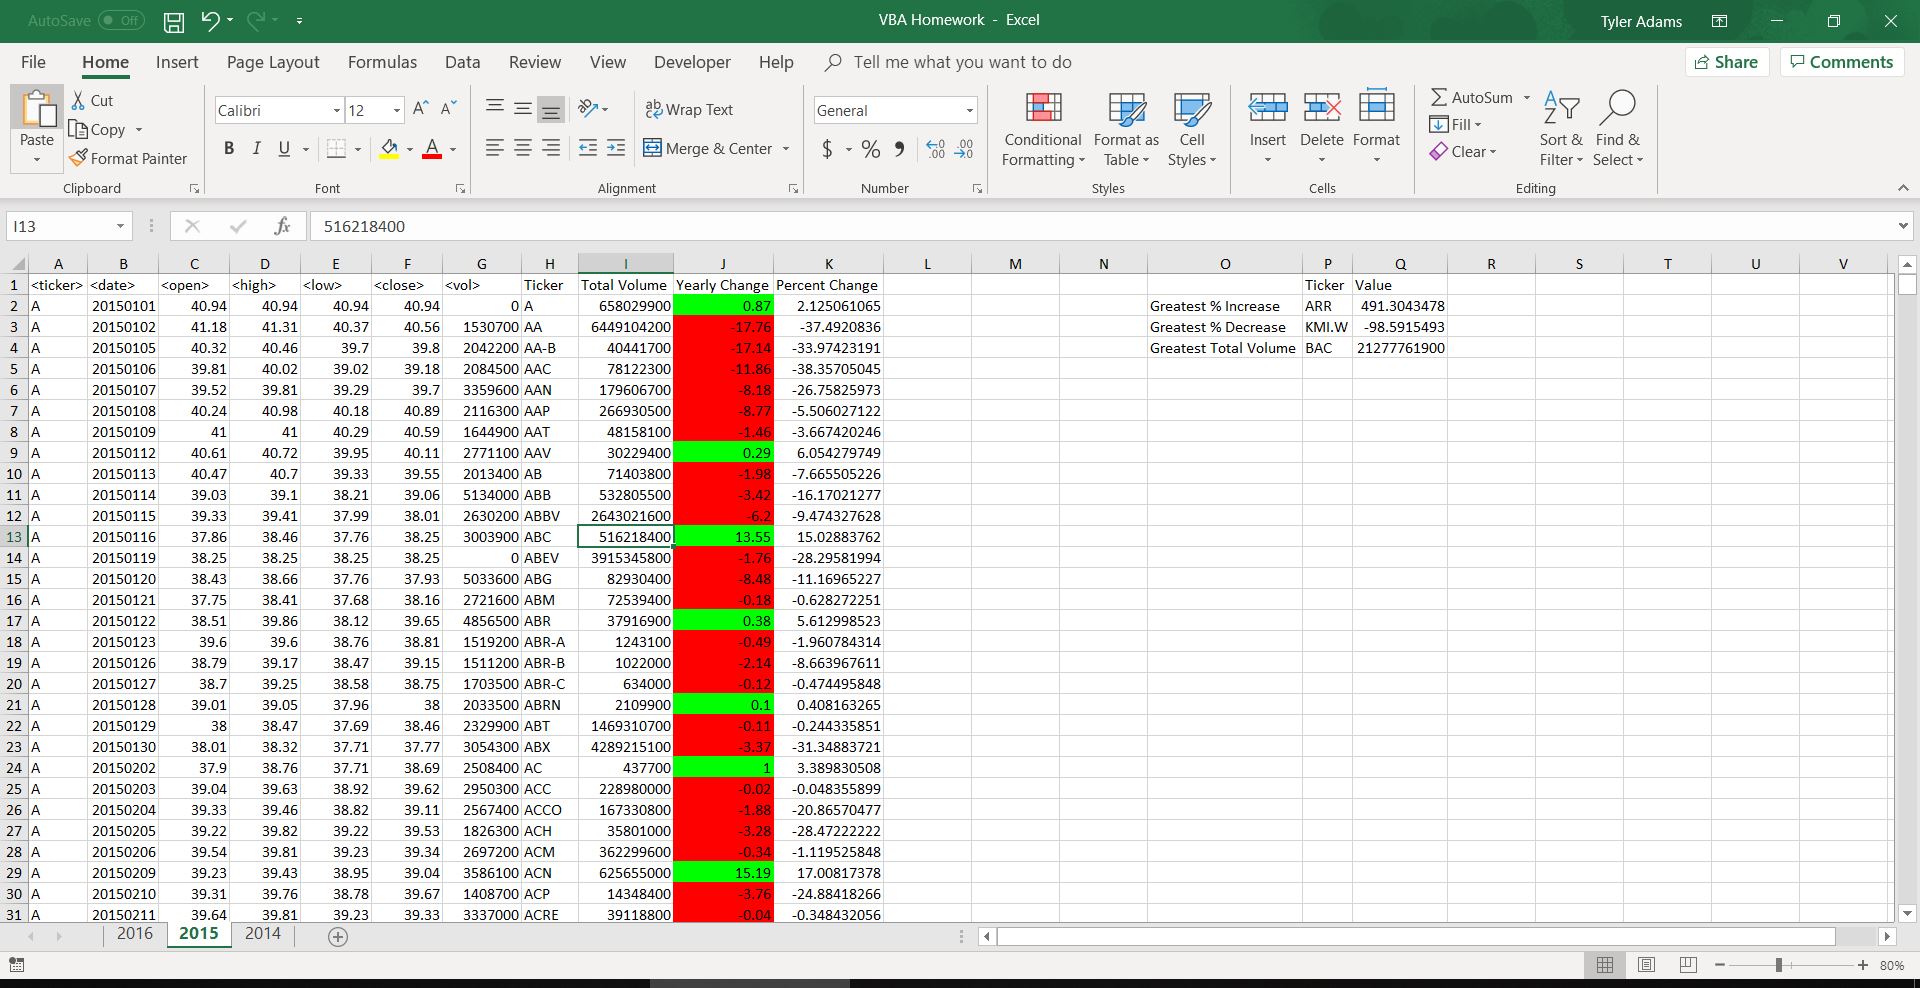 AutoSave Off VBA Homework - Excel Tyler Adams
File Home Insert Page Layout Formulas Data Review View Developer Help Tell me what you want to do Share Comments
Paste Cut Copy Format Painter Clipboard
Calibri 12 B I U A Font
ab Wrap Text Merge & Center Alignment
General $ % Number
Conditional Formatting Format as Table Cell Styles Styles
Insert Delete Format Cells
AutoSum Fill Clear Sort & Filter Find & Select Editing
I13 fx 516218400
A B C D E F G H I J K L M N O P Q R S T U V
1 <ticker> <date> <open> <high> <low> <close> <vol> Ticker Total Volume Yearly Change Percent Change Ticker Value
2 A 20150101 40.94 40.94 40.94 40.94 0 A 658029900 0.87 2.125061065 Greatest % Increase ARR 491.3043478
3 A 20150102 41.18 41.31 40.37 40.56 1530700 AA 6449104200 -17.76 -37.4920836 Greatest % Decrease KMI.W -98.5915493
4 A 20150105 40.32 40.46 39.7 39.8 2042200 AA-B 40441700 -17.14 -33.97423191 Greatest Total Volume BAC 21277761900
5 A 20150106 39.81 40.02 39.02 39.18 2084500 AAC 78122300 -11.86 -38.35705045
6 A 20150107 39.52 39.81 39.29 39.7 3359600 AAN 179606700 -8.18 -26.75825973
7 A 20150108 40.24 40.98 40.18 40.89 2116300 AAP 266930500 -8.77 -5.506027122
8 A 20150109 41 41 40.29 40.59 1644900 AAT 48158100 -1.46 -3.667420246
9 A 20150112 40.61 40.72 39.95 40.11 2771100 AAV 30229400 0.29 6.054279749
10 A 20150113 40.47 40.7 39.33 39.55 2013400 AB 71403800 -1.98 -7.665505226
11 A 20150114 39.03 39.1 38.21 39.06 5134000 ABB 532805500 -3.42 -16.17021277
12 A 20150115 39.33 39.41 37.99 38.01 2630200 ABBV 2643021600 -6.2 -9.474327628
13 A 20150116 37.86 38.46 37.76 38.25 3003900 ABC 516218400 13.55 15.02883762
14 A 20150119 38.25 38.25 38.25 38.25 0 ABEV 3915345800 -1.76 -28.29581994
15 A 20150120 38.43 38.66 37.76 37.93 5033600 ABG 82930400 -8.48 -11.16965227
16 A 20150121 37.75 38.41 37.68 38.16 2721600 ABM 72539400 -0.18 -0.628272251
17 A 20150122 38.51 39.86 38.12 39.65 4856500 ABR 37916900 0.38 5.612998523
18 A 20150123 39.6 39.6 38.76 38.81 1519200 ABR-A 1243100 -0.49 -1.960784314
19 A 20150126 38.79 39.17 38.47 39.15 1511200 ABR-B 1022000 -2.14 -8.663967611
20 A 20150127 38.7 39.25 38.58 38.75 1703500 ABR-C 634000 -0.12 -0.474495848
21 A 20150128 39.01 39.05 37.96 38 2033500 ABRN 2109900 0.1 0.408163265
22 A 20150129 38 38.47 37.69 38.46 2329900 ABT 1469310700 -0.11 -0.244335851
23 A 20150130 38.01 38.32 37.71 37.77 3054300 ABX 4289215100 -3.37 -31.34883721
24 A 20150202 37.9 38.76 37.71 38.69 2508400 AC 437700 1 3.389830508
25 A 20150203 39.04 39.63 38.92 39.62 2950300 ACC 228980000 -0.02 -0.048355899
26 A 20150204 39.33 39.46 38.82 39.11 2567400 ACCO 167330800 -1.88 -20.86570477
27 A 20150205 39.22 39.82 39.22 39.53 1826300 ACH 35801000 -3.28 -28.47222222
28 A 20150206 39.54 39.81 39.23 39.34 2697200 ACM 362299600 -0.34 -1.119525848
29 A 20150209 39.23 39.43 38.95 39.04 3586100 ACN 625655000 15.19 17.00817378
30 A 20150210 39.31 39.76 38.78 39.67 1408700 ACP 14348400 -3.76 -24.88418266
31 A 20150211 39.64 39.81 39.23 39.33 3337000 ACRE 39118800 -0.04 -0.348432056
2016 2015 2014
80%